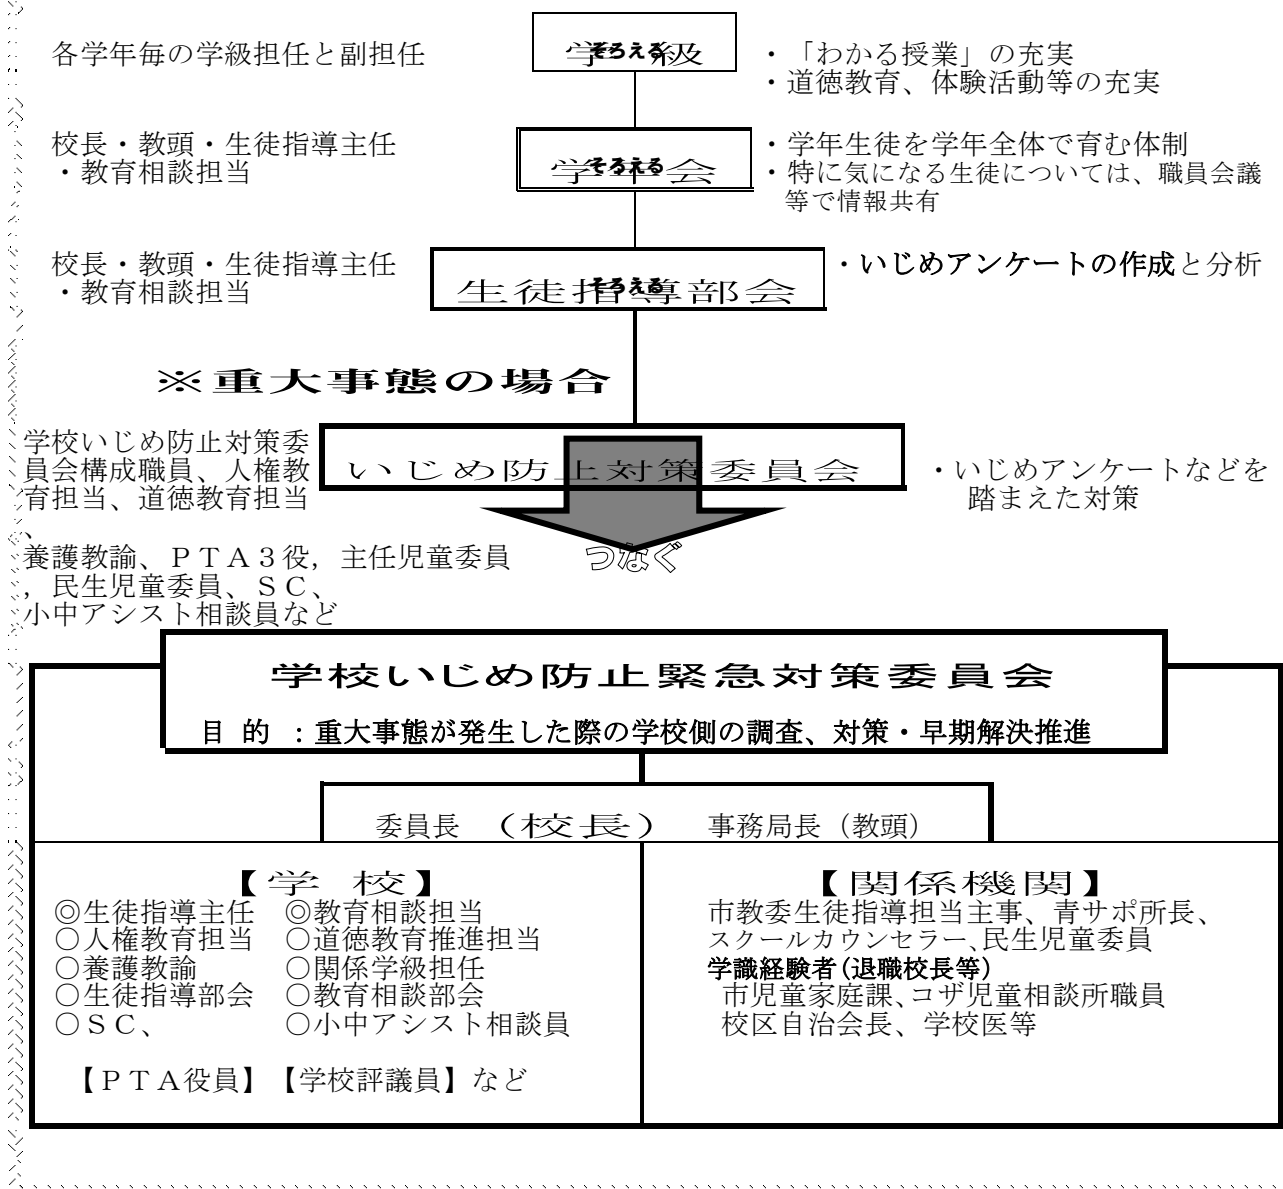 各学年毎の学級担任と副担任
学級
そろえる
・「わかる授業」の充実
・道徳教育、体験活動等の充実
校長・教頭・生徒指導主任
・教育相談担当
学年会
そろえる
・学年生徒を学年全体で育む体制
・特に気になる生徒については、職員会議
等で情報共有
校長・教頭・生徒指導主任
・教育相談担当
生徒指導部会
そろえる
・いじめアンケートの作成と分析
※重大事態の場合
学校いじめ防止対策委
員会構成職員、人権教
育担当、道徳教育担当
、
養護教諭、PTA3役,主任児童委員
,民生児童委員、SC、
小中アシスト相談員など
いじめ防止対策委員会
・いじめアンケートなどを
踏まえた対策
つなぐ
学校いじめ防止緊急対策委員会
目的:重大事態が発生した際の学校側の調査、対策・早期解決推進
委員長(校長) 事務局長(教頭)
【学校】
◎生徒指導主任 ◎教育相談担当
○人権教育担当 ○道徳教育推進担当
○養護教諭 ○関係学級担任
○生徒指導部会 ○教育相談部会
○SC、 ○小中アシスト相談員
【PTA役員】【学校評議員】など
【関係機関】
市教委生徒指導担当主事、青サポ所長、
スクールカウンセラー、民生児童委員
学識経験者(退職校長等)
市児童家庭課、コザ児童相談所職員
校区自治会長、学校医等